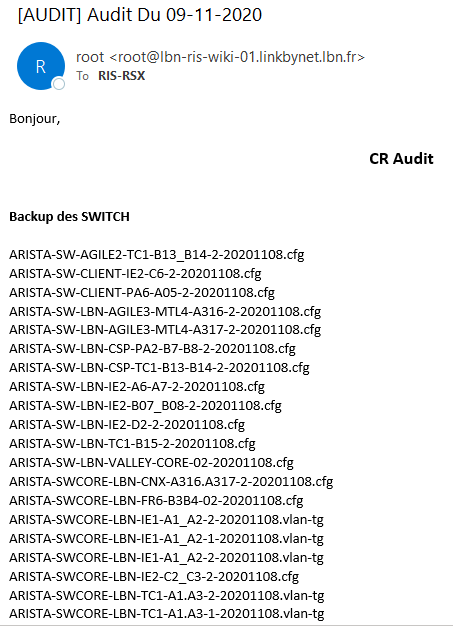 [AUDIT] Audit Du 09-11-2020
R
root <root@lbn-ris-wiki-01.linkbynet.lbn.fr>
To RIS-RSX
Bonjour,
CR Audit
Backup des SWITCH
ARISTA-SW-AGILE2-TC1-B13_B14-2-20201108.cfg
ARISTA-SW-CLIENT-IE2-C6-2-20201108.cfg
ARISTA-SW-CLIENT-PA6-A05-2-20201108.cfg
ARISTA-SW-LBN-AGILE3-MTL4-A316-2-20201108.cfg
ARISTA-SW-LBN-AGILE3-MTL4-A317-2-20201108.cfg
ARISTA-SW-LBN-CSP-PA2-B7-B8-2-20201108.cfg
ARISTA-SW-LBN-CSP-TC1-B13-B14-2-20201108.cfg
ARISTA-SW-LBN-IE2-A6-A7-2-20201108.cfg
ARISTA-SW-LBN-IE2-B07_B08-2-20201108.cfg
ARISTA-SW-LBN-IE2-D2-2-20201108.cfg
ARISTA-SW-LBN-TC1-B15-2-20201108.cfg
ARISTA-SW-LBN-VALLEY-CORE-02-20201108.cfg
ARISTA-SWCORE-LBN-CNX-A316.A317-2-20201108.cfg
ARISTA-SWCORE-LBN-FR6-B3B4-02-20201108.cfg
ARISTA-SWCORE-LBN-IE1-A1_A2-2-20201108.vlan-tg
ARISTA-SWCORE-LBN-IE1-A1_A2-1-20201108.vlan-tg
ARISTA-SWCORE-LBN-IE1-A1_A2-2-20201108.vlan-tg
ARISTA-SWCORE-LBN-IE2-C2_C3-2-20201108.cfg
ARISTA-SWCORE-LBN-TC1-A1.A3-2-20201108.vlan-tg
ARISTA-SWCORE-LBN-TC1-A1.A3-1-20201108.vlan-tg